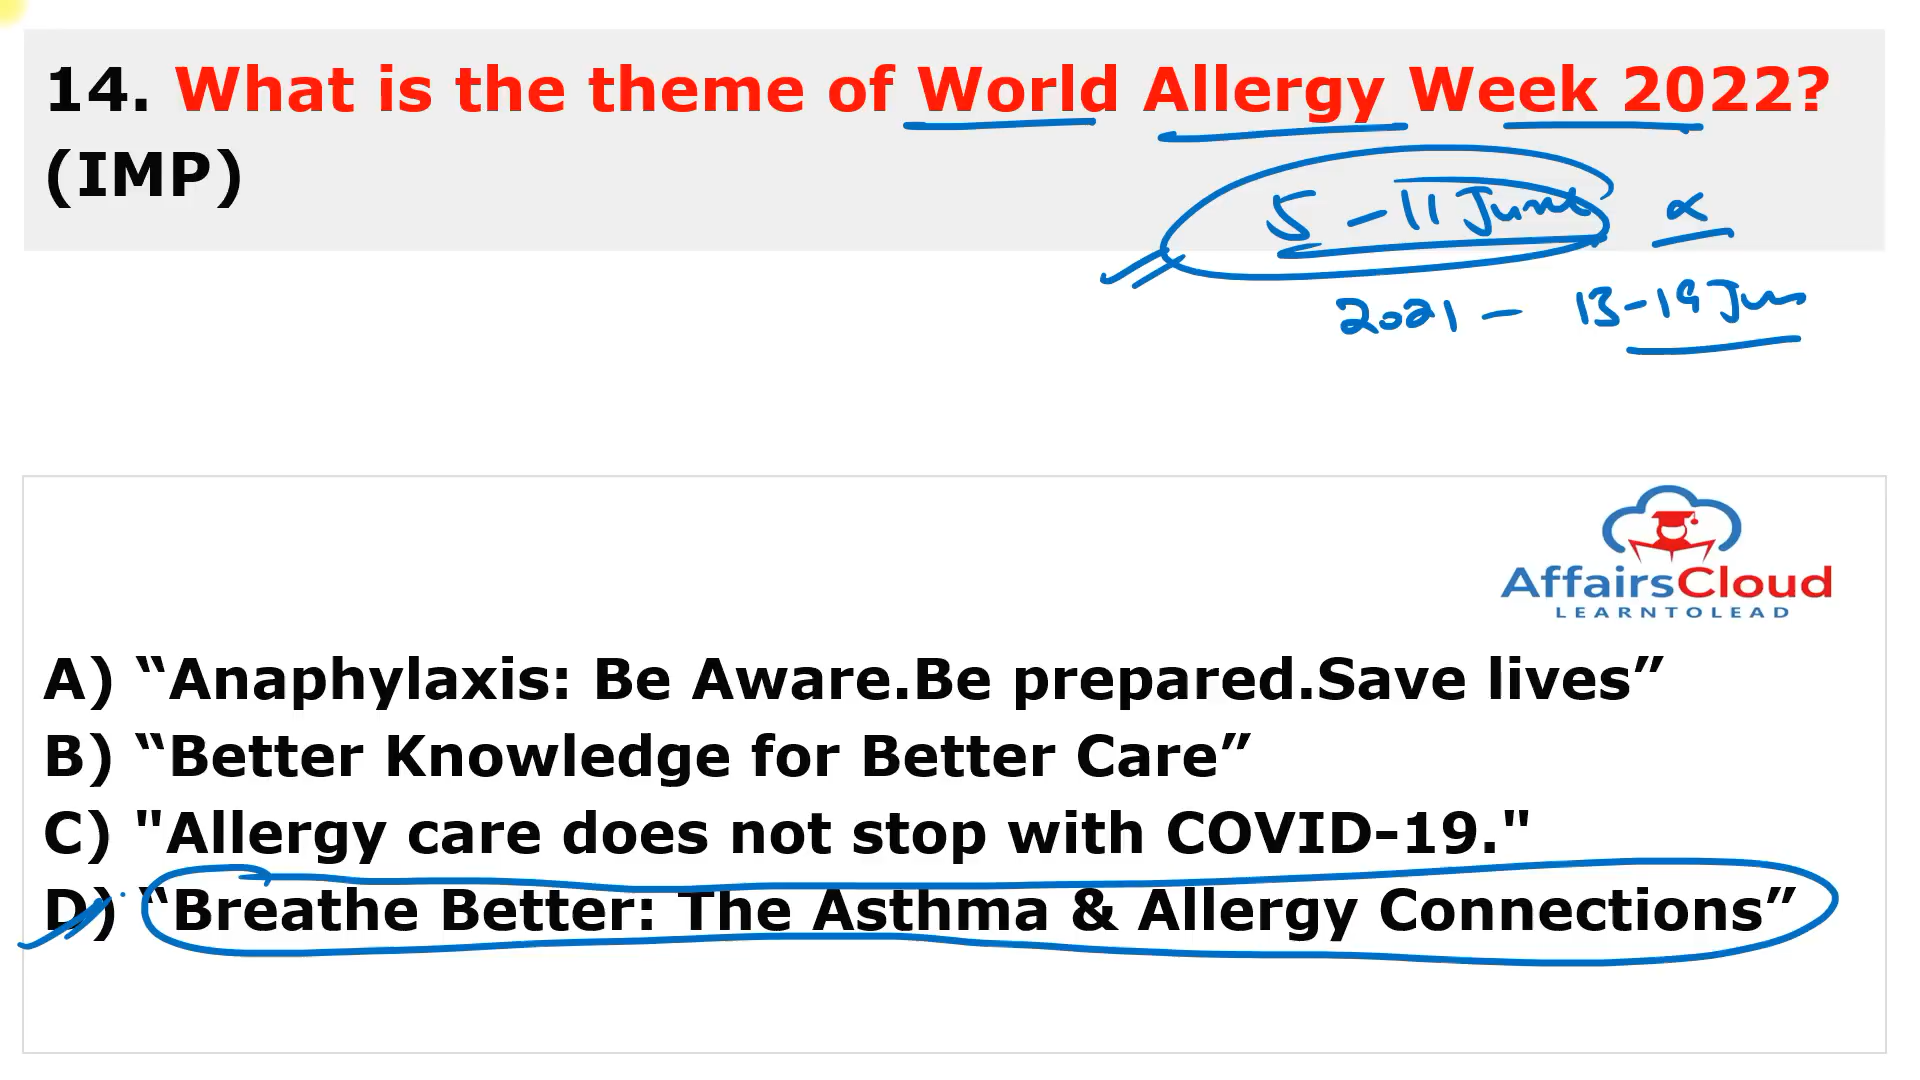 14. What is the theme of World Allergy Week 2022?
(IMP)
5 - 11 June
2021 - 13-19 Jun
AffairsCloud
LEARNTOLEAD
A) “Anaphylaxis: Be Aware.Be prepared.Save lives”
B) “Better Knowledge for Better Care”
C) "Allergy care does not stop with COVID-19."
D) “Breathe Better: The Asthma & Allergy Connections”